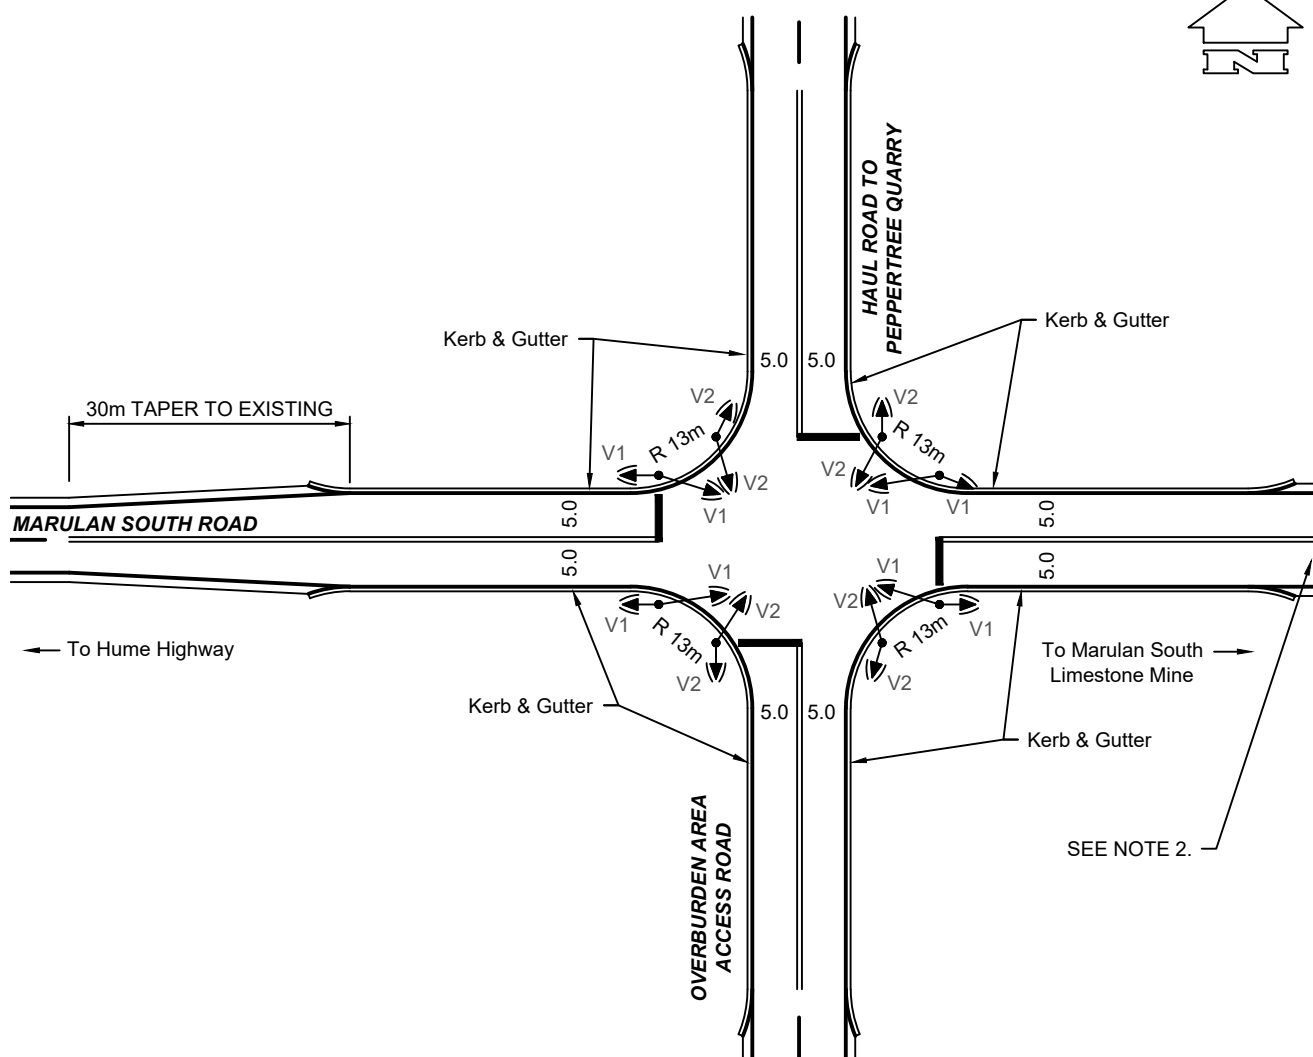 N
HAUL ROAD TO
PEPPERTREE QUARRY
Kerb & Gutter
Kerb & Gutter
5.0
5.0
30m TAPER TO EXISTING
V2
V2
R 13m
R 13m
V1
V2
V2
V1
V1
V1
MARULAN SOUTH ROAD
5.0
5.0
5.0
5.0
V1
V2
V1
V2
V1
V1
R 13m
R 13m
To Hume Highway
To Marulan South
Limestone Mine
V2
V2
Kerb & Gutter
5.0
5.0
Kerb & Gutter
OVERBURDEN AREA
ACCESS ROAD
SEE NOTE 2.